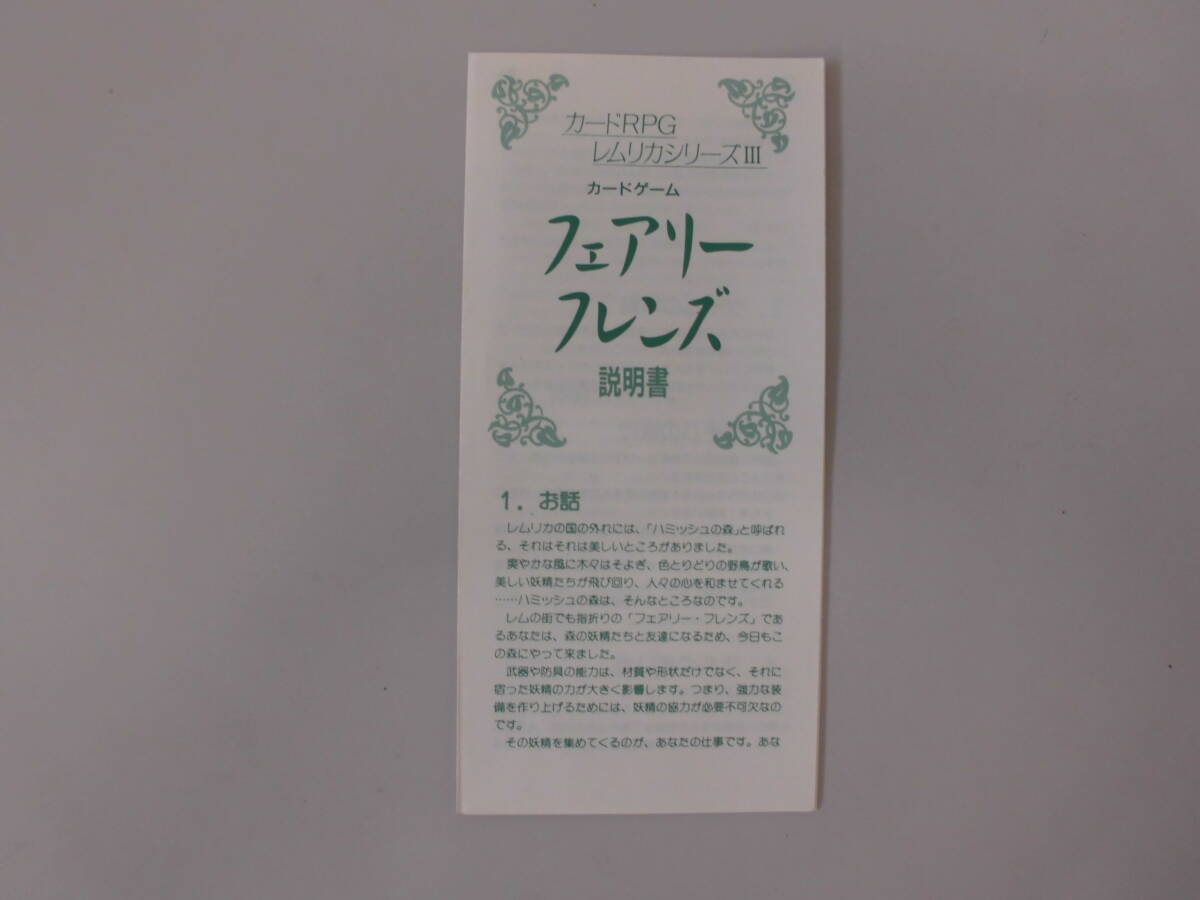 カードRPG
レムリカシリーズIII
カードゲーム
フェアリー
フレンズ
説明書
1．お話
レムリカの国の外れには、「ハミッシュの森」と呼ばれ
る、それはそれは美しいところがありました。
爽やかな風に木々はそよぎ、色とりどりの野鳥が歌い、
美しい妖精たちが飛び回り、人々の心を和ませてくれる
……ハミッシュの森は、そんなところなのです。
レムの街でも指折りの「フェアリー・フレンズ」であ
るあなたは、森の妖精たちと友達になるため、今日もこ
の森にやって来ました。
武器や防具の能力は、材質や形状だけでなく、それに
宿った妖精の力が大きく影響します。つまり、強力な装
備を作り上げるためには、妖精の協力が必要不可欠なの
です。
その妖精を集めてくるのが、あなたの仕事です。あな